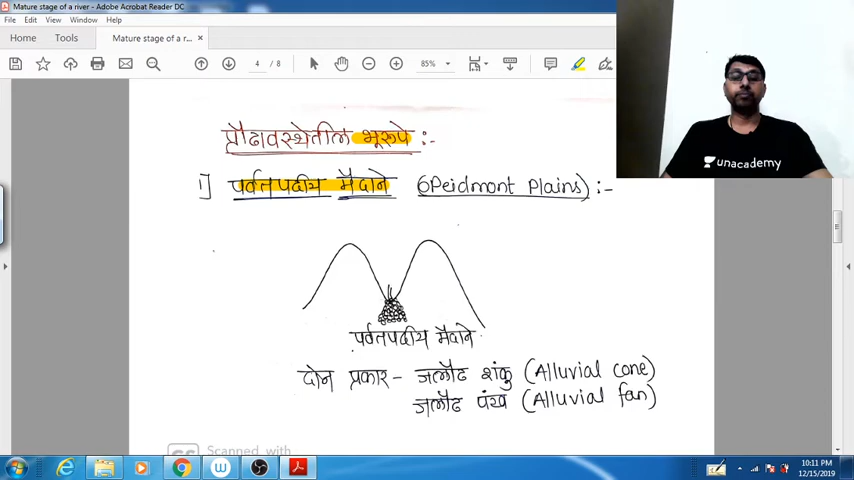 Mature stage of a river - Adobe Acrobat Reader DC
File Edit View Window Help
Home Tools Mature stage of a r... ×
4 / 8 85%
प्रौढावस्थेतील भूरूपे :-
1] पर्वतपदीय मैदाने (Peidmont Plains) :-
पर्वतपदीय मैदाने
दोन प्रकार - जलौढ शंकु (Alluvial cone)
जलौढ पंख (Alluvial fan)
Scanned with
unacademy
10:11 PM
12/15/2019